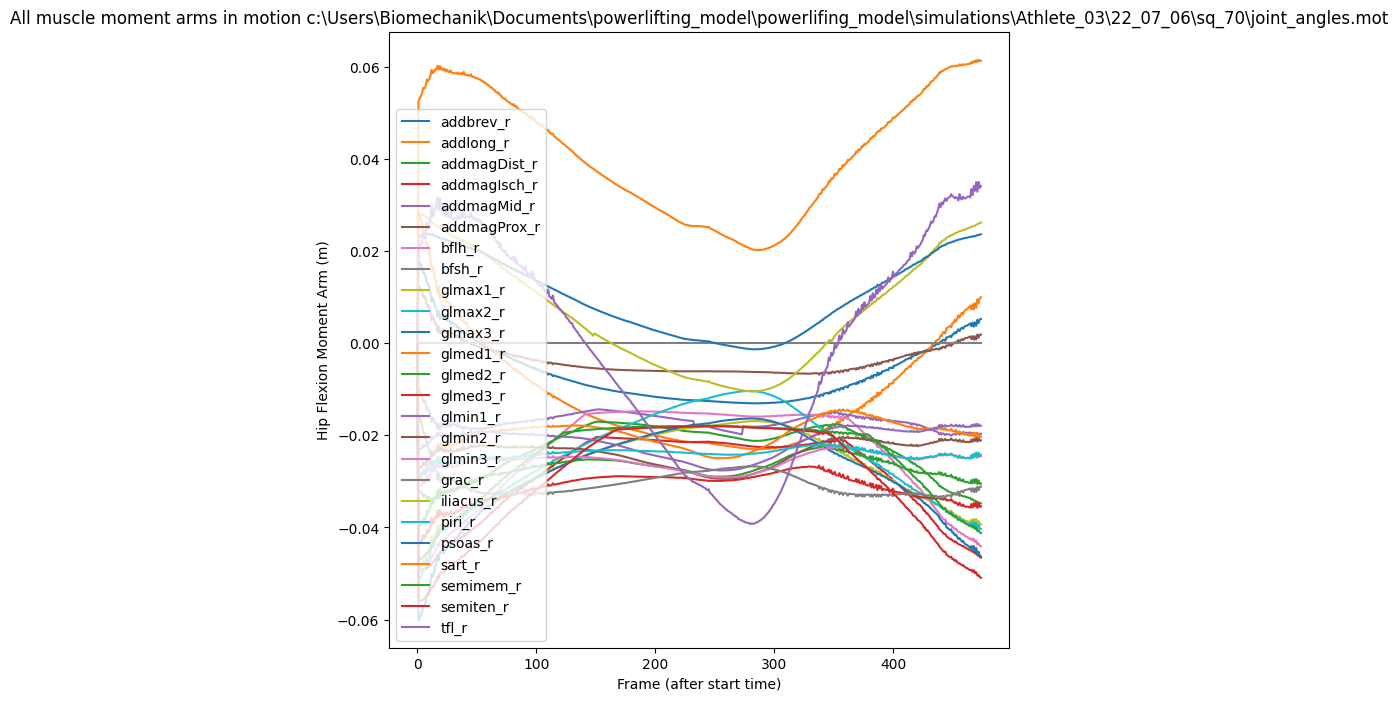 All muscle moment arms in motion c:\Users\Biomechanik\Documents\powerlifting_model\powerlifing_model\simulations\Athlete_03\22_07_06\sq_70\joint_angles.mot
0.06
0.04
0.02
0.00
−0.02
−0.04
−0.06
Hip Flexion Moment Arm (m)
addbrev_r
addlong_r
addmagDist_r
addmagIsch_r
addmagMid_r
addmagProx_r
bflh_r
bfsh_r
glmax1_r
glmax2_r
glmax3_r
glmed1_r
glmed2_r
glmed3_r
glmin1_r
glmin2_r
glmin3_r
grac_r
iliacus_r
piri_r
psoas_r
sart_r
semimem_r
semiten_r
tfl_r
0 100 200 300 400
Frame (after start time)